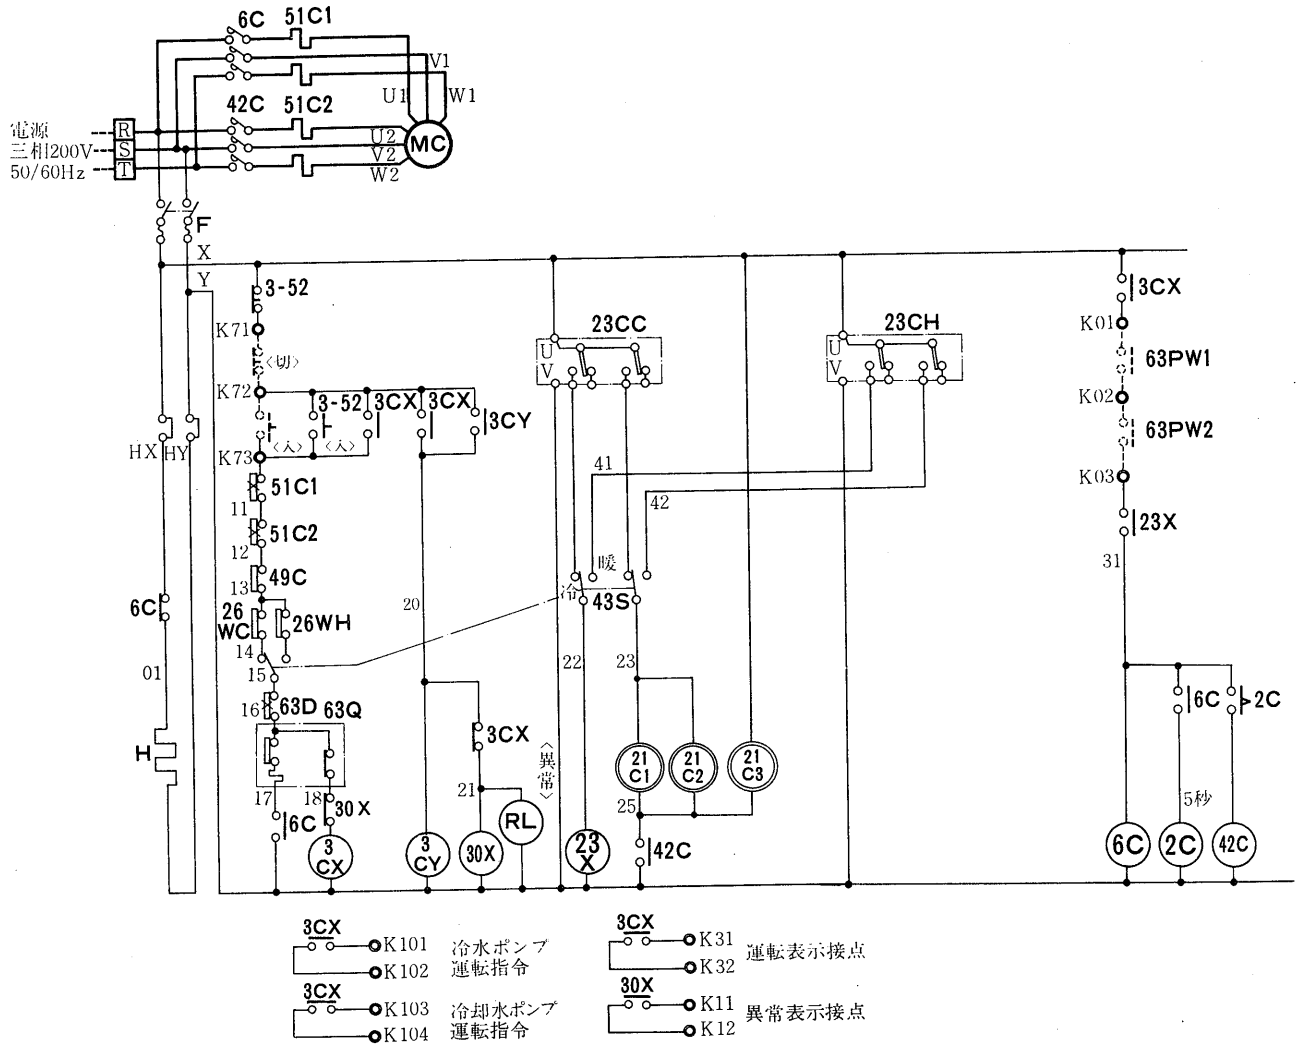 6C 51C1
V1
U1 W1
42C 51C2
電源
三相200V
50/60Hz
R
S
T
MC
U2
V2
W2
F
X
Y
3-52
K71
〈切〉
K72
3-52 3CX 3CX
3CY
〈入〉 〈入〉
K73
HX HY
51C1
11
51C2
12
49C
13
6C
26
WC
26WH
14
15
01
63D 63Q
16
H
17 18
6C
30X
3
CX
23CC
U
V
23CH
U
V
41
42
暖
冷 43S
20
22 23
3CX
〈異常〉
21
RL
3
CY
30X
23
X
21
C1
21
C2
21
C3
25
42C
3CX
K01
63PW1
K02
63PW2
K03
23X
31
6C 2C
5秒
6C 2C 42C
3CX
K101 冷水ポンプ
K102 運転指令
3CX
K103 冷却水ポンプ
K104 運転指令
3CX
K31 運転表示接点
K32
30X
K11 異常表示接点
K12